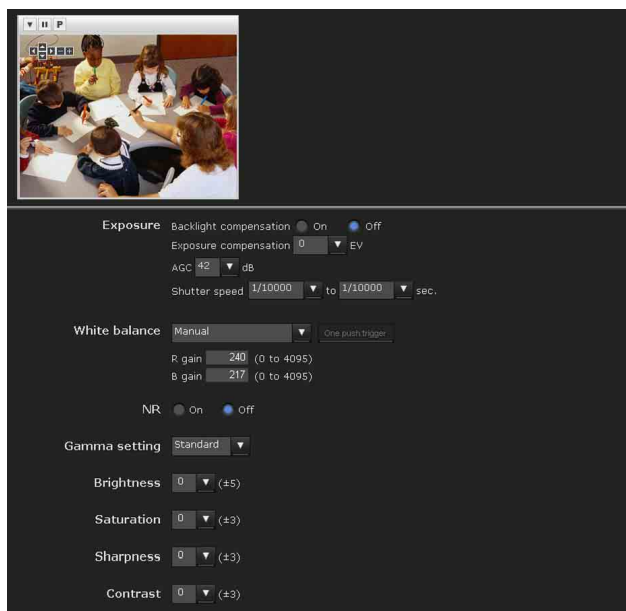 P
Exposure Backlight compensation On Off
Exposure compensation 0 EV
AGC 42 dB
Shutter speed 1/10000 to 1/10000 sec.
White balance Manual One push trigger
R gain 240 (0 to 4095)
B gain 217 (0 to 4095)
NR On Off
Gamma setting Standard
Brightness 0 (±5)
Saturation 0 (±3)
Sharpness 0 (±3)
Contrast 0 (±3)